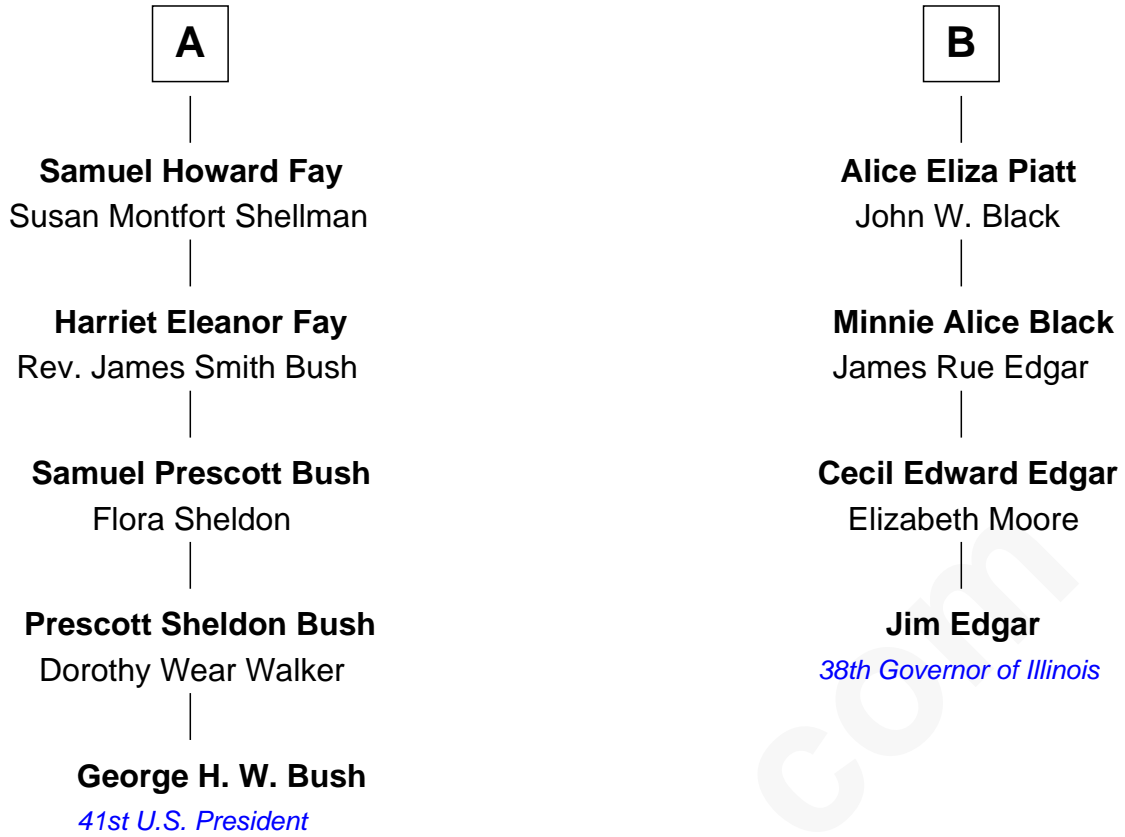 A
Samuel Howard Fay
Susan Montfort Shellman
Harriet Eleanor Fay
Rev. James Smith Bush
Samuel Prescott Bush
Flora Sheldon
Prescott Sheldon Bush
Dorothy Wear Walker
George H. W. Bush
41st U.S. President
B
Alice Eliza Piatt
John W. Black
Minnie Alice Black
James Rue Edgar
Cecil Edward Edgar
Elizabeth Moore
Jim Edgar
38th Governor of Illinois
com